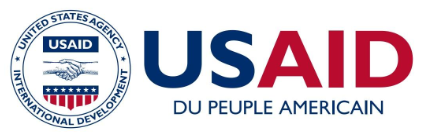 UNITED STATES AGENCY
USAID
INTERNATIONAL DEVELOPMENT
USAID
DU PEUPLE AMERICAIN